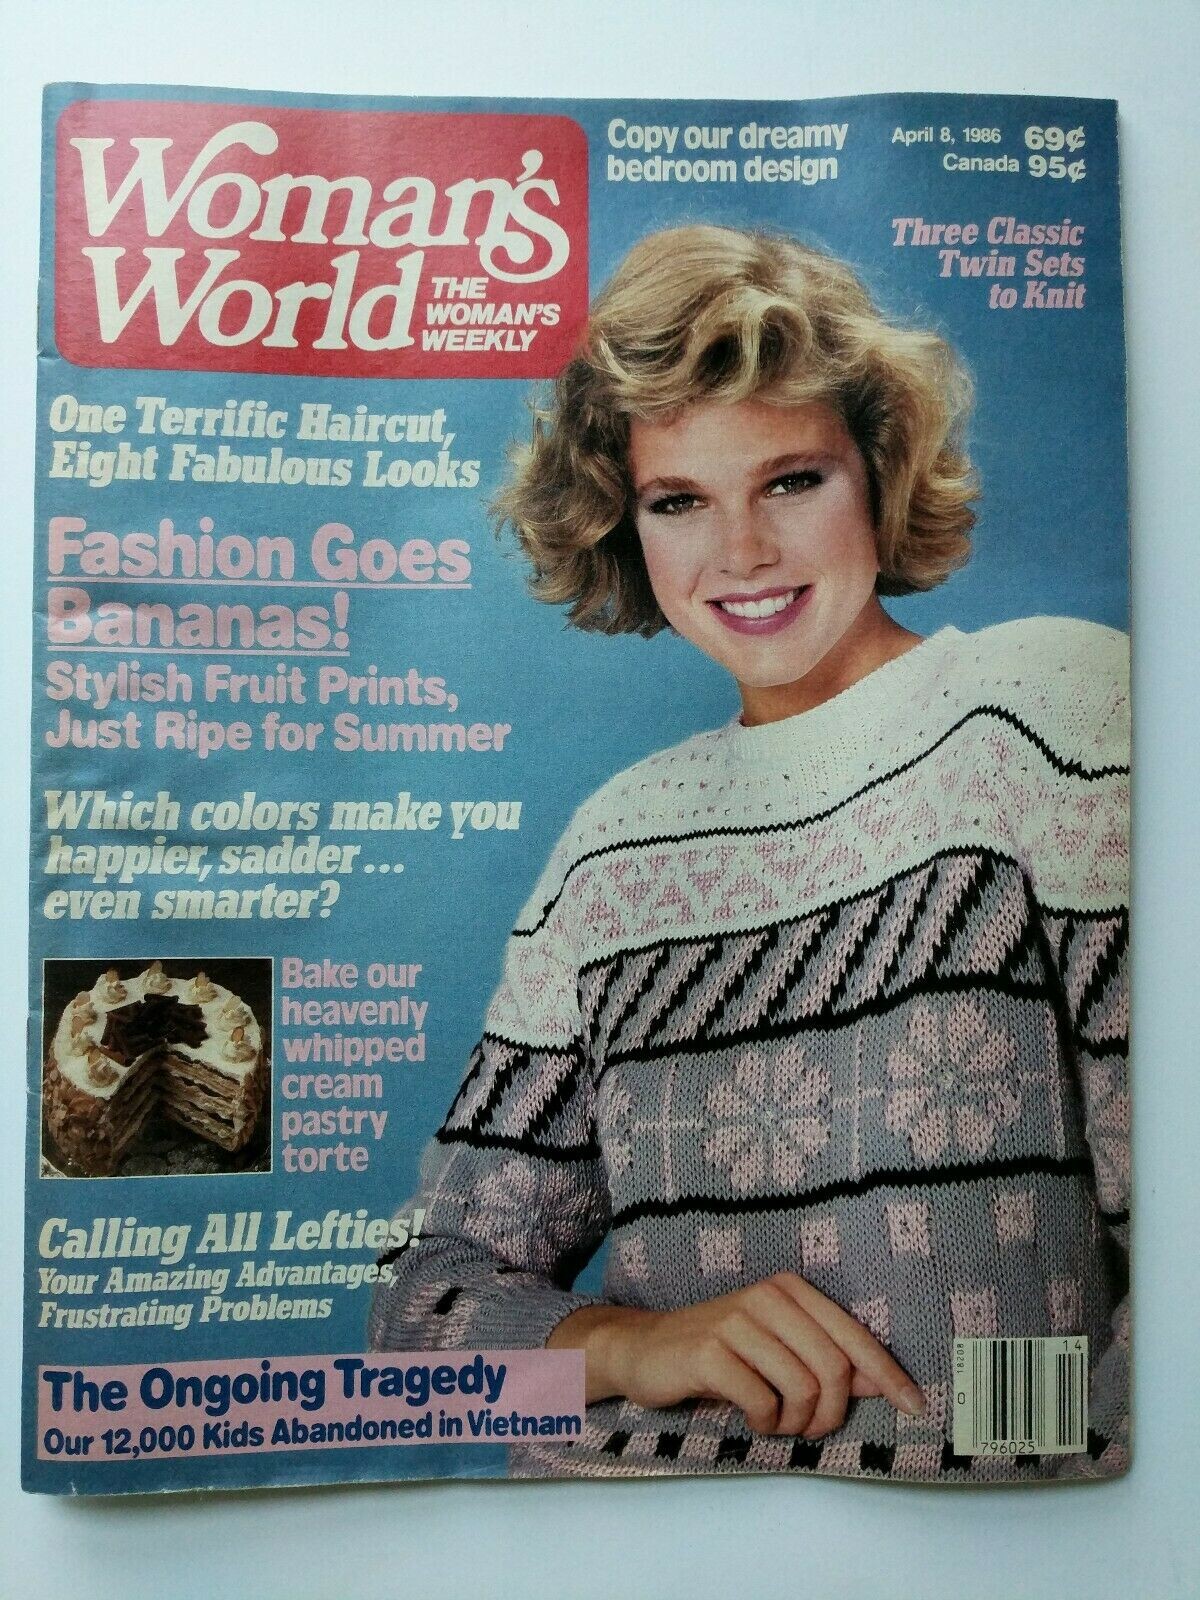 Woman's
World
THE
WOMAN'S
WEEKLY
Copy our dreamy
bedroom design
April 8, 1986 69¢
Canada 95¢
Three Classic
Twin Sets
to Knit
One Terrific Haircut,
Eight Fabulous Looks
Fashion Goes
Bananas!
Stylish Fruit Prints,
Just Ripe for Summer
Which colors make you
happier, sadder...
even smarter?
Bake our
heavenly
whipped
cream
pastry
torte
Calling All Lefties!
Your Amazing Advantages,
Frustrating Problems
The Ongoing Tragedy
Our 12,000 Kids Abandoned in Vietnam
14
0 18208
796025